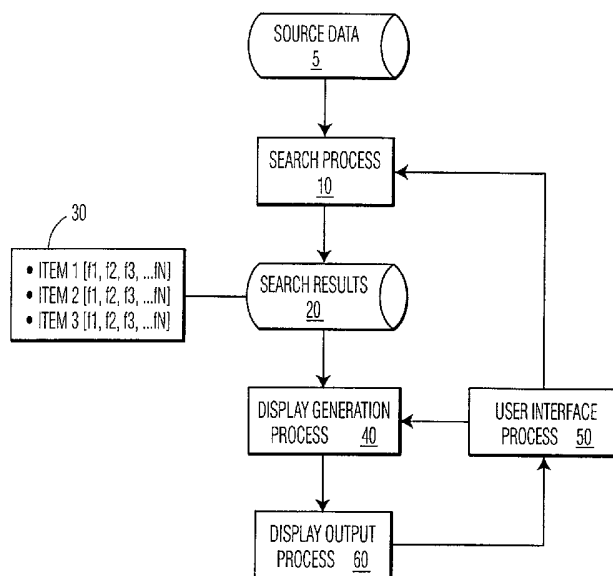 SOURCE DATA
5
SEARCH PROCESS
10
30
• ITEM 1 [f1, f2, f3, ...fN]
• ITEM 2 [f1, f2, f3, ...fN]
• ITEM 3 [f1, f2, f3, ...fN]
SEARCH RESULTS
20
DISPLAY GENERATION
PROCESS 40
USER INTERFACE
PROCESS 50
DISPLAY OUTPUT
PROCESS 60